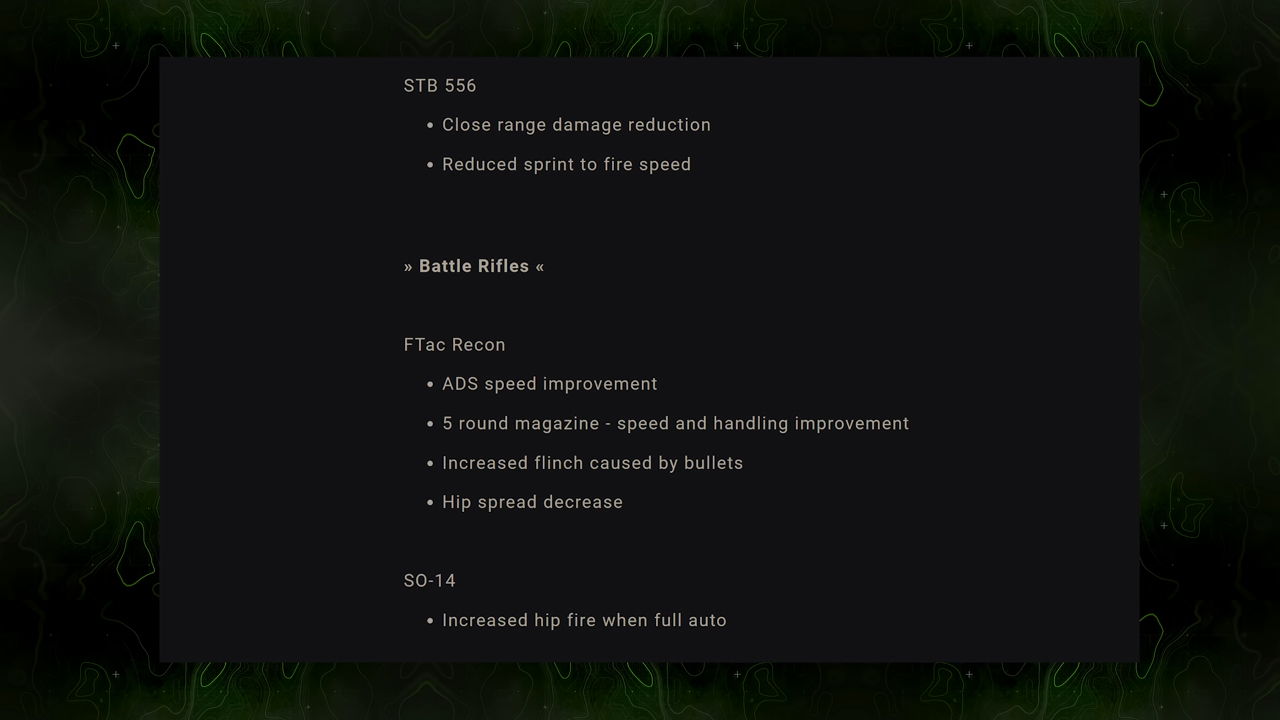 STB 556
• Close range damage reduction
• Reduced sprint to fire speed
» Battle Rifles «
FTac Recon
• ADS speed improvement
• 5 round magazine - speed and handling improvement
• Increased flinch caused by bullets
• Hip spread decrease
SO-14
• Increased hip fire when full auto